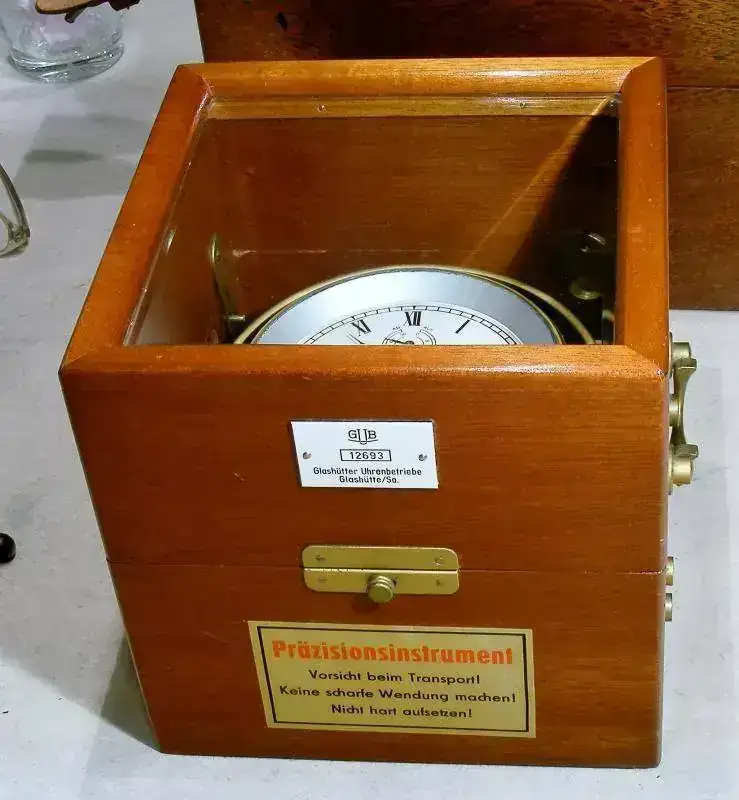 XI
XII
I
GUB
12693
Glashütter Uhrenbetriebe
Glashütte/Sa.
Präzisionsinstrument
Vorsicht beim Transport!
Keine scharfe Wendung machen!
Nicht hart aufsetzen!